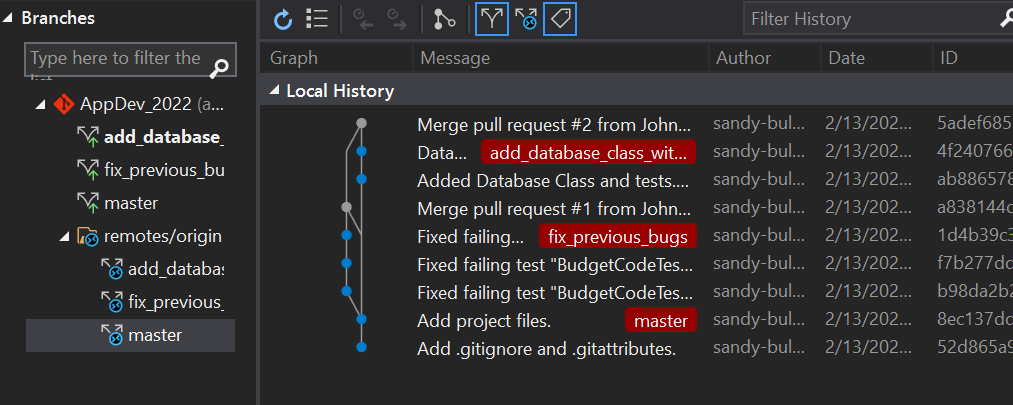 Branches
Type here to filter the
AppDev_2022 (a...
add_database_
fix_previous_bu
master
remotes/origin
add_databas
fix_previous_
master
Filter History
Graph Message Author Date ID
Local History
Merge pull request #2 from John... sandy-bul... 2/13/202... 5adef685
Data... add_database_class_wit... sandy-bul... 2/13/202... 4f240766
Added Database Class and tests.... sandy-bul... 2/13/202... ab886578
Merge pull request #1 from John... sandy-bul... 2/13/202... a838144c
Fixed failing... fix_previous_bugs sandy-bul... 2/13/202... 1d4b39c3
Fixed failing test "BudgetCodeTes... sandy-bul... 2/13/202... f7b277dd
Fixed failing test "BudgetCodeTes... sandy-bul... 2/13/202... b98da2b2
Add project files. master sandy-bul... 2/13/202... 8ec137dd
Add .gitignore and .gitattributes. sandy-bul... 2/13/202... 52d865a9